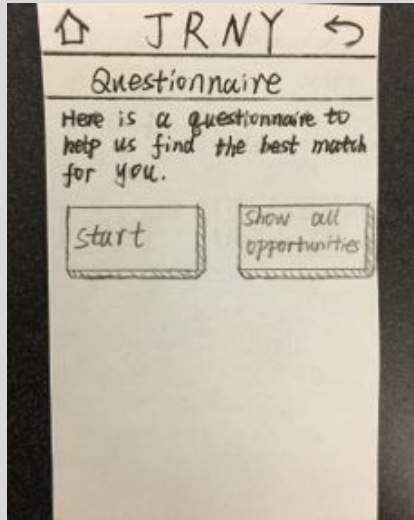 JRNY
Questionnaire
Here is a questionnaire to
help us find the best match
for you.
start
show all
opportunities